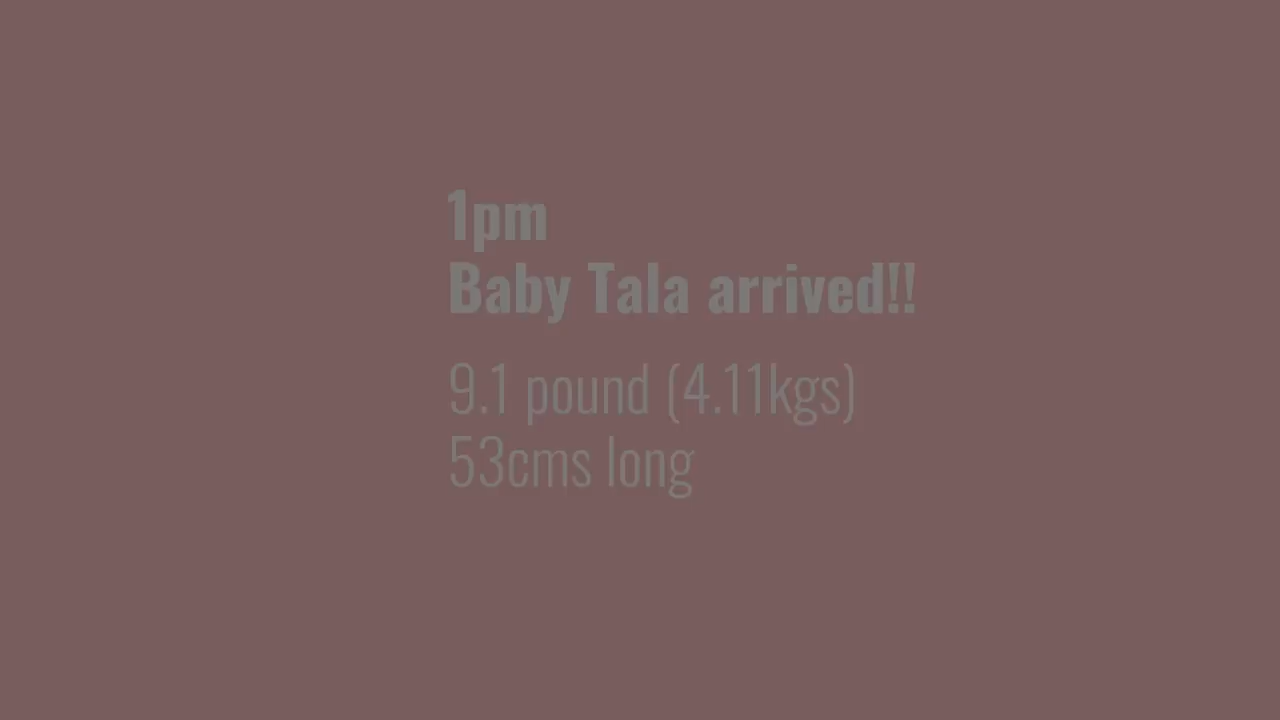 1pm
Baby Tala arrived!!
9.1 pound (4.11kgs)
53cms long